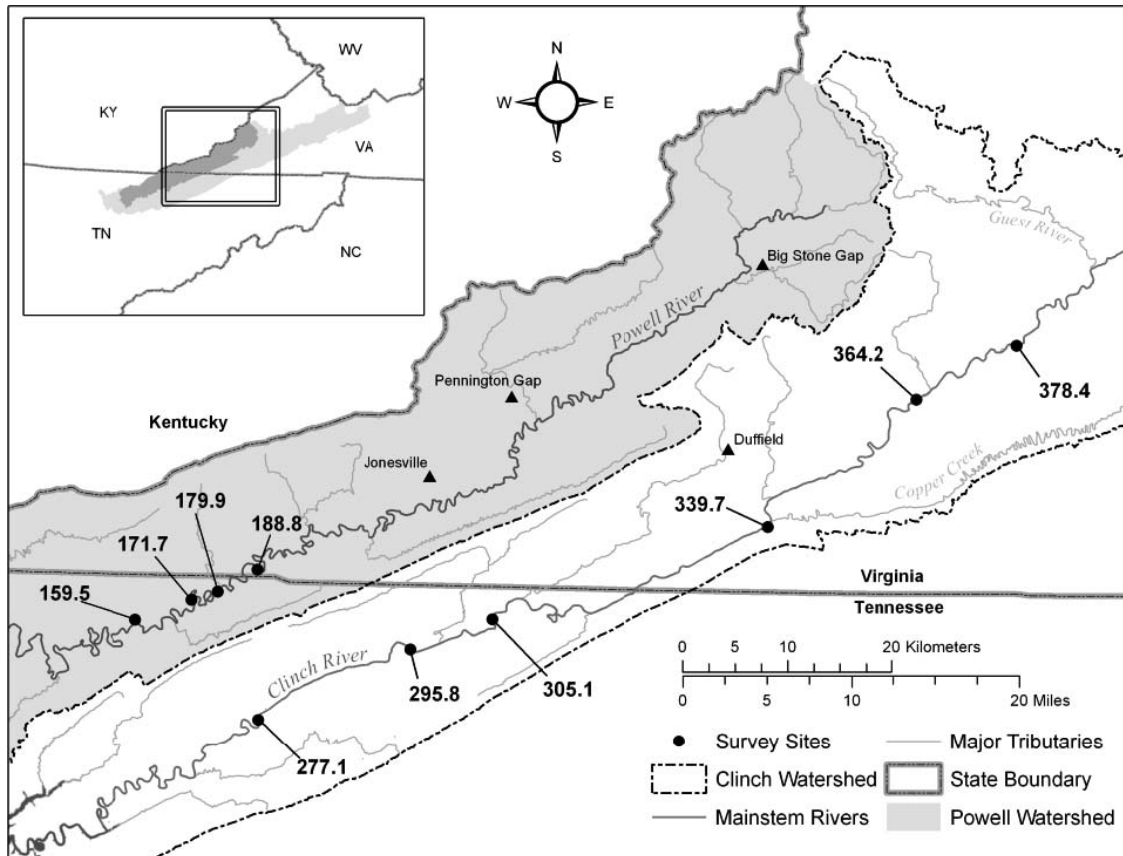 WV
KY
VA
TN
NC
N
W
E
S
Guest River
Big Stone Gap
Powell River
364.2
378.4
Pennington Gap
Kentucky
Duffield
Copper Creek
Jonesville
179.9
188.8
339.7
171.7
159.5
Virginia
Tennessee
Clinch River
295.8
305.1
277.1
0 5 10 20 Kilometers
0 5 10 20 Miles
Survey Sites
Major Tributaries
Clinch Watershed
State Boundary
Mainstem Rivers
Powell Watershed